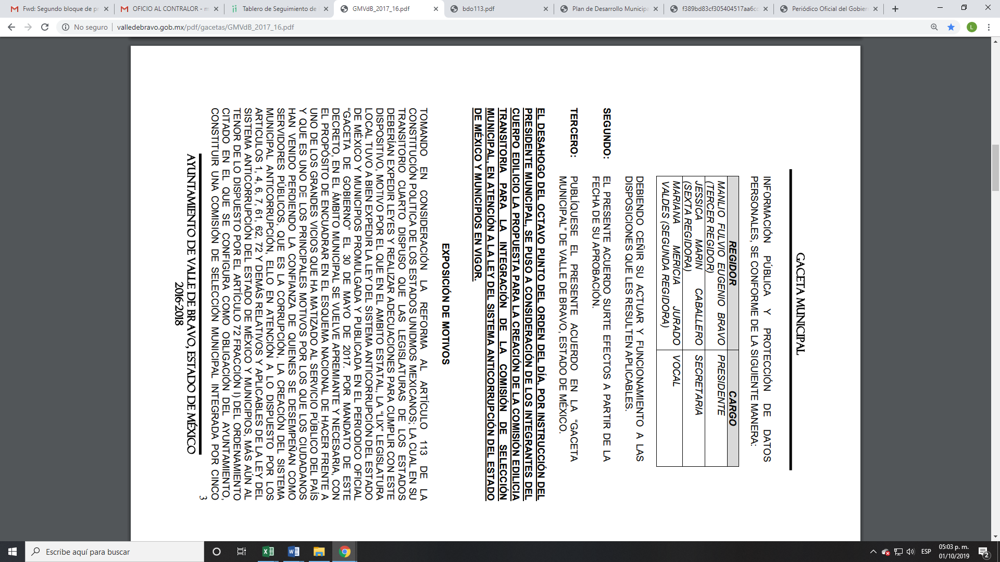 Fwd: Segundo bloque de pr
OFICIO AL CONTRALOR - m
Tablero de Seguimiento de
GMVdB_2017_16.pdf
bdo113.pdf
Plan de Desarrollo Municipa
f389bd83cf305404517aa6c
Periódico Oficial del Gobier
No seguro
valledebravo.gob.mx/pdf/gacetas/GMVdB_2017_16.pdf
L
GACETA MUNICIPAL
INFORMACIÓN PÚBLICA Y PROTECCIÓN DE DATOS
PERSONALES, SE CONFORME DE LA SIGUIENTE MANERA:
REGIDOR CARGO
MANLIO FULVIO EUGENIO BRAVO PRESIDENTE
(TERCER REGIDOR)
JESSICA MARIN CABALLERO SECRETARIA
(SEXTA REGIDORA)
MARIANA MERICIA JURADO VOCAL
VALDES (SEGUNDA REGIDORA)
DEBIENDO CEÑIR SU ACTUAR Y FUNCIONAMIENTO A LAS
DISPOSICIONES QUE LES RESULTEN APLICABLES.
SEGUNDO: EL PRESENTE ACUERDO SURTE EFECTOS A PARTIR DE LA
FECHA DE SU APROBACIÓN.
TERCERO: PUBLÍQUESE EL PRESENTE ACUERDO EN LA “GACETA
MUNICIPAL” DE VALLE DE BRAVO, ESTADO DE MÉXICO.
EL DESAHOGO DEL OCTAVO PUNTO DEL ORDEN DEL DÍA, POR INSTRUCCIÓN DEL
PRESIDENTE MUNICIPAL, SE PUSO A CONSIDERACIÓN DE LOS INTEGRANTES DEL
CUERPO EDILICIO LA PROPUESTA PARA LA CREACIÓN DE LA COMISIÓN EDILICIA
TRANSITORIA PARA LA INTEGRACIÓN DE LA COMISIÓN DE SELECCIÓN
MUNICIPAL, EN ATENCIÓN A LA LEY DEL SISTEMA ANTICORRUPCIÓN DEL ESTADO
DE MÉXICO Y MUNICIPIOS EN VIGOR.
EXPOSICIÓN DE MOTIVOS
TOMANDO EN CONSIDERACIÓN LA REFORMA AL ARTÍCULO 113 DE LA
CONSTITUCIÓN POLITICA DE LOS ESTADOS UNIDMOS MEXICANOS; LA CUAL EN SU
TRANSITORIO CUARTO DISPUSO QUE LAS LEGISLATURAS DE LOS ESTADOS
DEBERÍAN EXPEDIR LEYES Y REALIZAR ADECUACIONES PARA CUMPLIR CON ESTE
DISPOSITIVO, MOTIVO POR EL QUE EN EL AMBITO ESTATAL, LA “LIX” LEGISLATURA
LOCAL TUVO A BIEN EXPEDIR LA LEY DEL SISTEMA ANTICORRUPCIÓN DEL ESTADO
DE MÉXICO Y MUNICIPIOS PROMULGADA Y PUBLICADA EN EL PERIODICO OFICIAL
“GACETA DE GOBIERNO” EL 30 DE MAYO DE 2017. POR MANDATO DE ESTE
DECRETO, EN EL ÁMBITO MUNICIPAL SE VUELVE APREMIANTE Y NECESARIA, CON
EL PROPÓSITO DE ENCUADRAR EN EL ESQUEMA NACIONAL DE HACER FRENTE A
UNO DE LOS GRANDES VICIOS QUE HA MATIZADO AL SERVICIO PÚBLICO DEL PAÍS
Y QUE ES UNO DE LOS PRINCIPALES MOTIVOS POR LOS QUE LOS CIUDADANOS
HAN VENIDO PERDIENDO LA CONFIANZA DE QUIENES SE DESEMPEÑAN COMO
SERVIDORES PÚBLICOS, QUE ES LA CORRUPCIÓN, LA CREACIÓN DEL SISTEMA
MUNICIPAL ANTICORRUPCIÓN, ELLO EN ATENCIÓN A LO DISPUESTO POR LOS
ARTICULOS 1, 4, 6, 7, 61, 62, 72 Y DEMÁS RELATIVOS Y APLICABLES DE LA LEY DEL
SISTEMA ANTICORRUPCIÓN DEL ESTADO DE MÉXICO Y MUNICIPIOS, MÁS AÚN AL
TENOR DE LO DISPUESTO POR EL ARTÍCULO 72 FRACCIÓN I) DEL ORDENAMIENTO
CITADO EN EL QUE SE CONFIGURA COMO OBLIGACIÓN DEL AYUNTAMIENTO,
CONSTITUIR UNA COMISIÓN DE SELECCIÓN MUNICIPAL INTEGRADA POR CINCO
3
AYUNTAMIENTO DE VALLE DE BRAVO, ESTADO DE MÉXICO
2016-2018
Escribe aquí para buscar
ESP
05:03 p. m.
01/10/2019
2